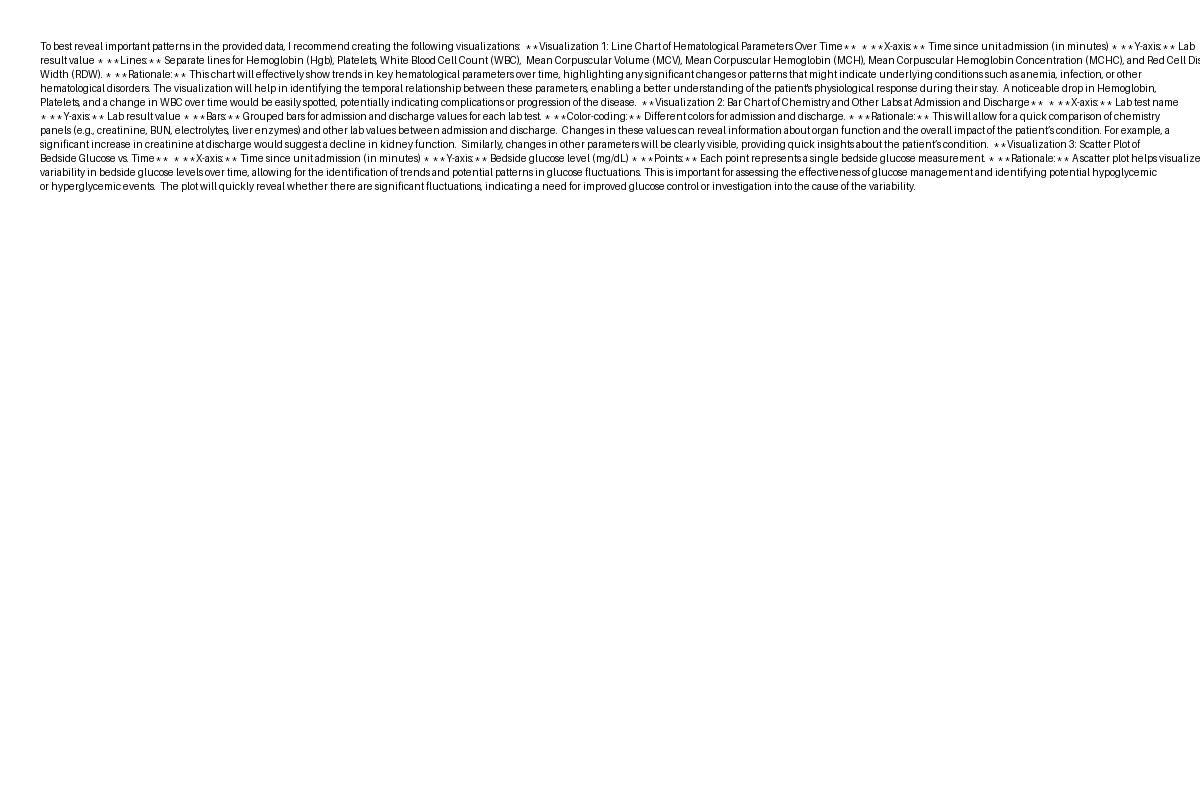 To best reveal important patterns in the provided data, I recommend creating the following visualizations:  **Visualization 1: Line Chart of Hematological Parameters Over Time**  * **X-axis:** Time since unit admission (in minutes) * **Y-axis:** Lab
result value * **Lines:** Separate lines for Hemoglobin (Hgb), Platelets, White Blood Cell Count (WBC),  Mean Corpuscular Volume (MCV), Mean Corpuscular Hemoglobin (MCH), Mean Corpuscular Hemoglobin Concentration (MCHC), and Red Cell Dis
Width (RDW). * **Rationale:** This chart will effectively show trends in key hematological parameters over time, highlighting any significant changes or patterns that might indicate underlying conditions such as anemia, infection, or other
hematological disorders. The visualization will help in identifying the temporal relationship between these parameters, enabling a better understanding of the patient's physiological response during their stay.  A noticeable drop in Hemoglobin,
Platelets, and a change in WBC over time would be easily spotted, potentially indicating complications or progression of the disease.  **Visualization 2: Bar Chart of Chemistry and Other Labs at Admission and Discharge**  * **X-axis:** Lab test name
* **Y-axis:** Lab result value * **Bars:** Grouped bars for admission and discharge values for each lab test. * **Color-coding:** Different colors for admission and discharge.  * **Rationale:** This will allow for a quick comparison of chemistry
panels (e.g., creatinine, BUN, electrolytes, liver enzymes) and other lab values between admission and discharge.  Changes in these values can reveal information about organ function and the overall impact of the patient's condition. For example, a
significant increase in creatinine at discharge would suggest a decline in kidney function.  Similarly, changes in other parameters will be clearly visible, providing quick insights about the patient's condition.  **Visualization 3: Scatter Plot of
Bedside Glucose vs. Time**  * **X-axis:** Time since unit admission (in minutes) * **Y-axis:** Bedside glucose level (mg/dL) * **Points:** Each point represents a single bedside glucose measurement. * **Rationale:** A scatter plot helps visualize
variability in bedside glucose levels over time, allowing for the identification of trends and potential patterns in glucose fluctuations. This is important for assessing the effectiveness of glucose management and identifying potential hypoglycemic
or hyperglycemic events.  The plot will quickly reveal whether there are significant fluctuations, indicating a need for improved glucose control or investigation into the cause of the variability.